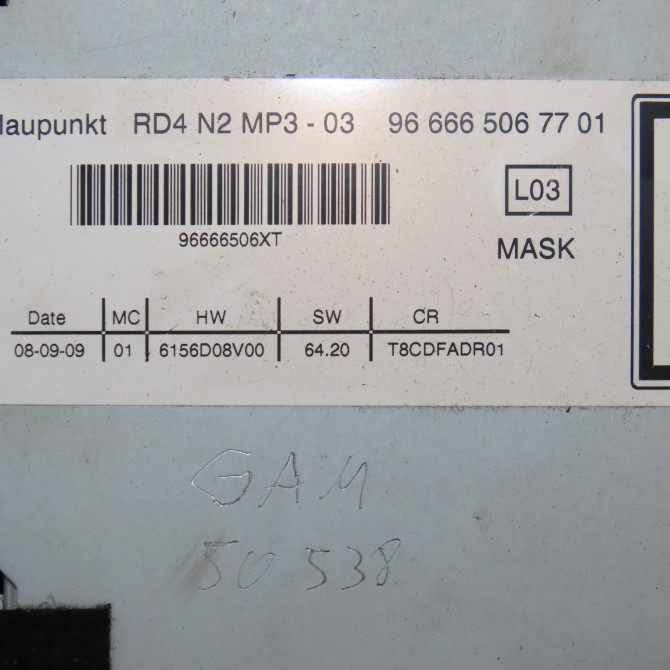 laupunkt RD4 N2 MP3 - 03 96 666 506 77 01
L03
96666506XT
MASK
Date MC HW SW CR
08-09-09 01 6156D08V00 64.20 T8CDFADR01
GAM
50 538